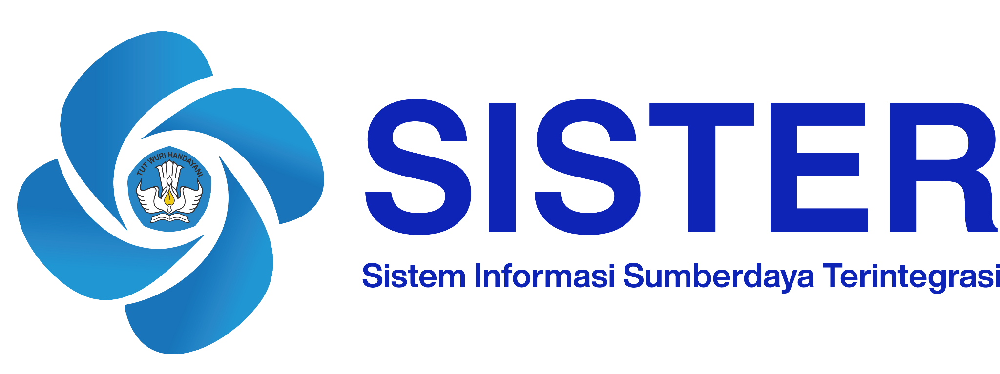 TUT WURI HANDAYANI
SISTER
Sistem Informasi Sumberdaya Terintegrasi